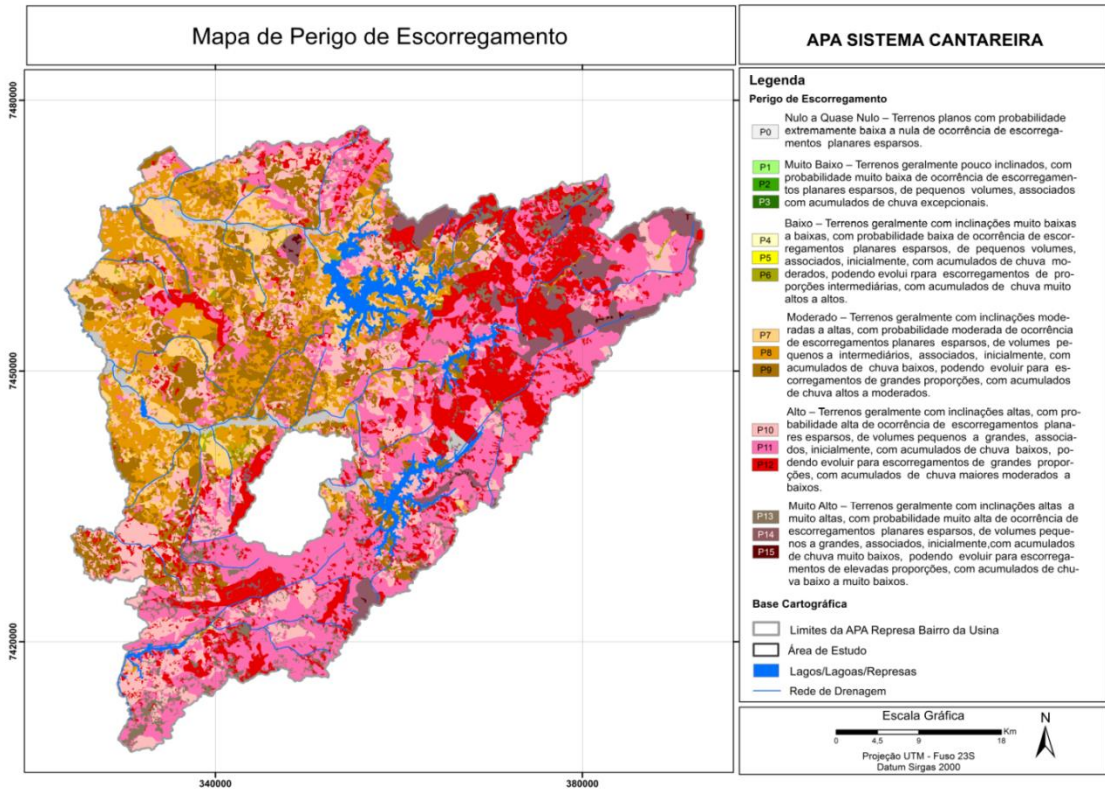 Mapa de Perigo de Escorregamento
APA SISTEMA CANTAREIRA
7480000
7450000
7420000
340000
380000
Legenda
Perigo de Escorregamento
P0
Nulo a Quase Nulo – Terrenos planos com probabilidade
extremamente baixa a nula de ocorrência de escorrega-
mentos planares esparsos.
P1
P2
P3
Muito Baixo – Terrenos geralmente pouco inclinados, com
probabilidade muito baixa de ocorrência de escorregamen-
tos planares esparsos, de pequenos volumes, associados
com acumulados de chuva excepcionais.
P4
P5
P6
Baixo – Terrenos geralmente com inclinações muito baixas
a baixas, com probabilidade baixa de ocorrência de escor-
regamentos planares esparsos, de pequenos volumes,
associados, inicialmente, com acumulados de chuva mo-
derados, podendo evolui rpara escorregamentos de pro-
porções intermediárias, com acumulados de chuva muito
altos a altos.
P7
P8
P9
Moderado – Terrenos geralmente com inclinações mode-
radas a altas, com probabilidade moderada de ocorrência
de escorregamentos planares esparsos, de volumes pe-
quenos a intermediários, associados, inicialmente, com
acumulados de chuva baixos, podendo evoluir para es-
corregamentos de grandes proporções, com acumulados
de chuva altos a moderados.
P10
P11
P12
Alto – Terrenos geralmente com inclinações altas, com pro-
babilidade alta de ocorrência de escorregamentos plana-
res esparsos, de volumes pequenos a grandes, associa-
dos, inicialmente, com acumulados de chuva baixos, po-
dendo evoluir para escorregamentos de grandes propor-
ções, com acumulados de chuva maiores moderados a
baixos.
P13
P14
P15
Muito Alto – Terrenos geralmente com inclinações altas a
muito altas, com probabilidade muito alta de ocorrência de
escorregamentos planares esparsos, de volumes peque-
nos a grandes, associados, inicialmente,com acumulados
de chuva muito baixos, podendo evoluir para escorrega-
mentos de elevadas proporções, com acumulados de chu-
va baixo a muito baixos.
Base Cartográfica
Limites da APA Represa Bairro da Usina
Área de Estudo
Lagos/Lagoas/Represas
Rede de Drenagem
Escala Gráfica
0 4,5 9 18 Km
N
Projeção UTM - Fuso 23S
Datum Sirgas 2000